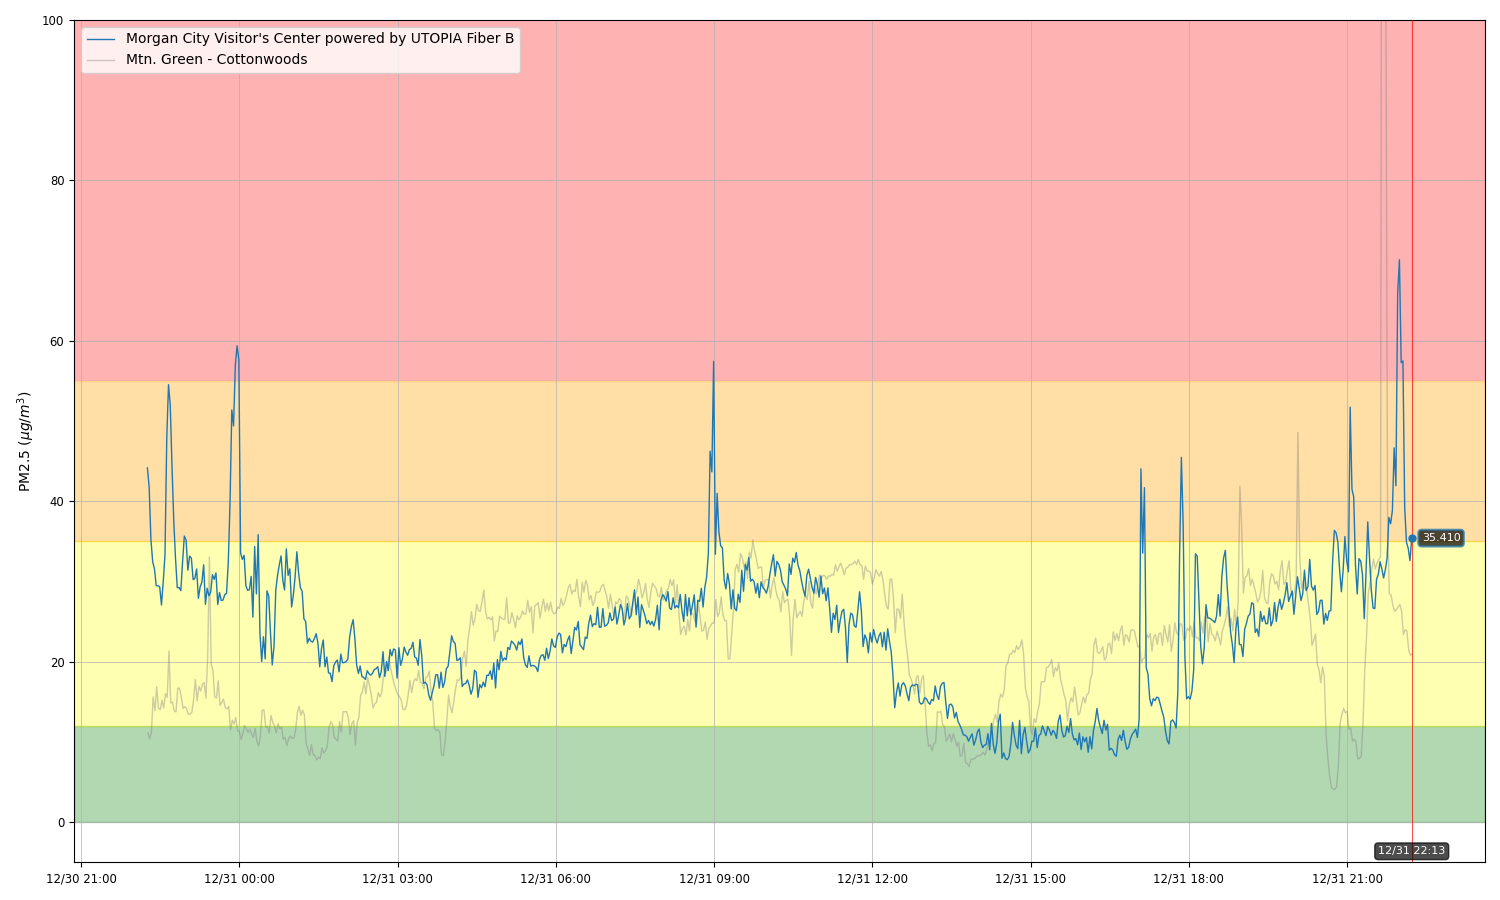 100
Morgan City Visitor's Center powered by UTOPIA Fiber B
Mtn. Green - Cottonwoods
80
60
PM2.5 (μg/m³)
40
35.410
20
0
12/31 22:13
12/30 21:00 12/31 00:00 12/31 03:00 12/31 06:00 12/31 09:00 12/31 12:00 12/31 15:00 12/31 18:00 12/31 21:00